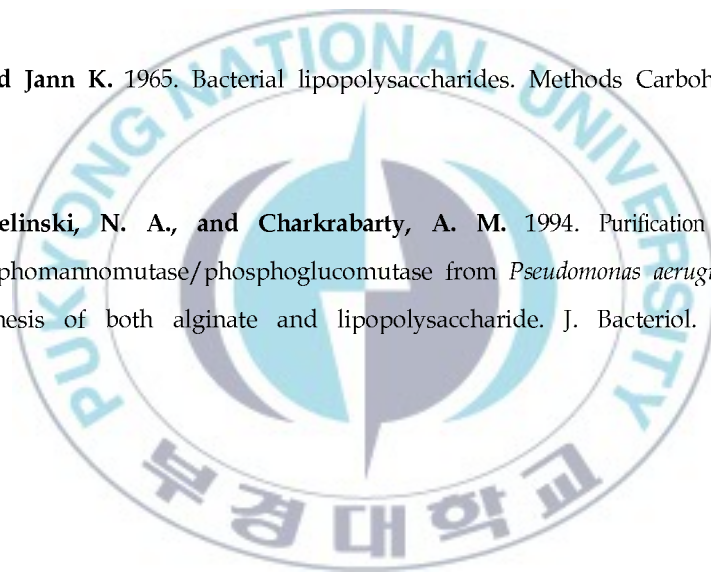 d Jann K. 1965. Bacterial lipopolysaccharides. Methods Carboh
elinski, N. A., and Charkrabarty, A. M. 1994. Purification
phomannomutase/phosphoglucomutase from Pseudomonas aerugi
nesis of both alginate and lipopolysaccharide. J. Bacteriol.
PUKYONG NATIONAL UNIVERSITY
부경대학교